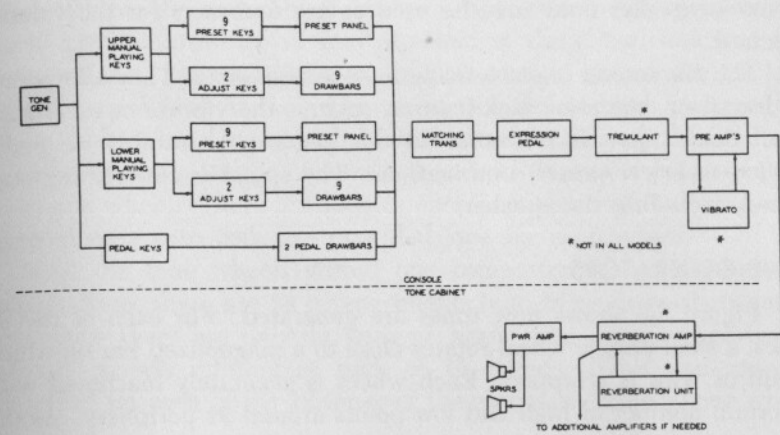 TONE
GEN.
UPPER
MANUAL
PLAYING
KEYS
9
PRESET KEYS
PRESET PANEL
2
ADJUST KEYS
9
DRAWBARS
LOWER
MANUAL
PLAYING
KEYS
9
PRESET KEYS
PRESET PANEL
2
ADJUST KEYS
9
DRAWBARS
PEDAL KEYS
2 PEDAL DRAWBARS
MATCHING
TRANS
EXPRESSION
PEDAL
*
TREMULANT
PRE AMP'S
VIBRATO
*
* NOT IN ALL MODELS
CONSOLE
TONE CABINET
PWR AMP
SPKRS
*
REVERBERATION AMP
*
REVERBERATION UNIT
TO ADDITIONAL AMPLIFIERS IF NEEDED